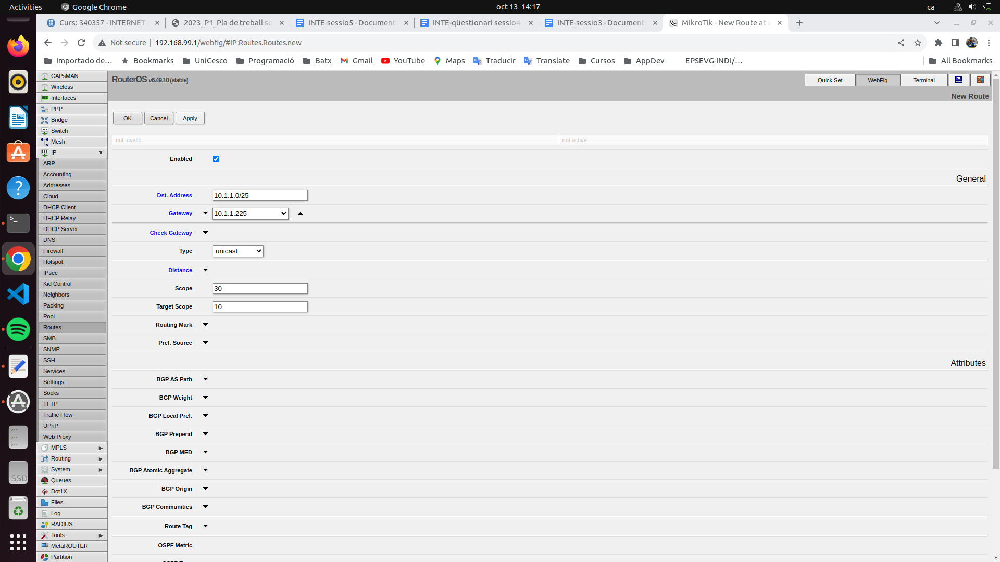 Activities
Google Chrome
oct 13 14:17
ca
Curs: 340357 - INTERNET
2023_P1_Pla de treball se
INTE-sessio5 - Document
INTE-qüestionari sessio4
INTE-sessio3 - Document
MikroTik - New Route at a
Not secure
192.168.99.1/webfig/#IP:Routes.Routes.new
Importado de…
Bookmarks
UniCesco
Programació
Batx
Gmail
YouTube
Maps
Traducir
Translate
Cursos
AppDev
EPSEVG-INDI/…
All Bookmarks
RouterOS v6.49.10 (stable)
Quick Set
WebFig
Terminal
New Route
CAPsMAN
Wireless
Interfaces
PPP
Bridge
Switch
Mesh
IP
ARP
Accounting
Addresses
Cloud
DHCP Client
DHCP Relay
DHCP Server
DNS
Firewall
Hotspot
IPsec
Kid Control
Neighbors
Packing
Pool
Routes
SMB
SNMP
SSH
Services
Settings
Socks
TFTP
Traffic Flow
UPnP
Web Proxy
MPLS
Routing
System
Queues
Dot1X
Files
Log
RADIUS
Tools
MetaROUTER
Partition
OK
Cancel
Apply
not invalid
not active
Enabled
General
Dst. Address
10.1.1.0/25
Gateway
10.1.1.225
Check Gateway
Type
unicast
Distance
Scope
30
Target Scope
10
Routing Mark
Pref. Source
Attributes
BGP AS Path
BGP Weight
BGP Local Pref.
BGP Prepend
BGP MED
BGP Atomic Aggregate
BGP Origin
BGP Communities
Route Tag
OSPF Metric
SSD